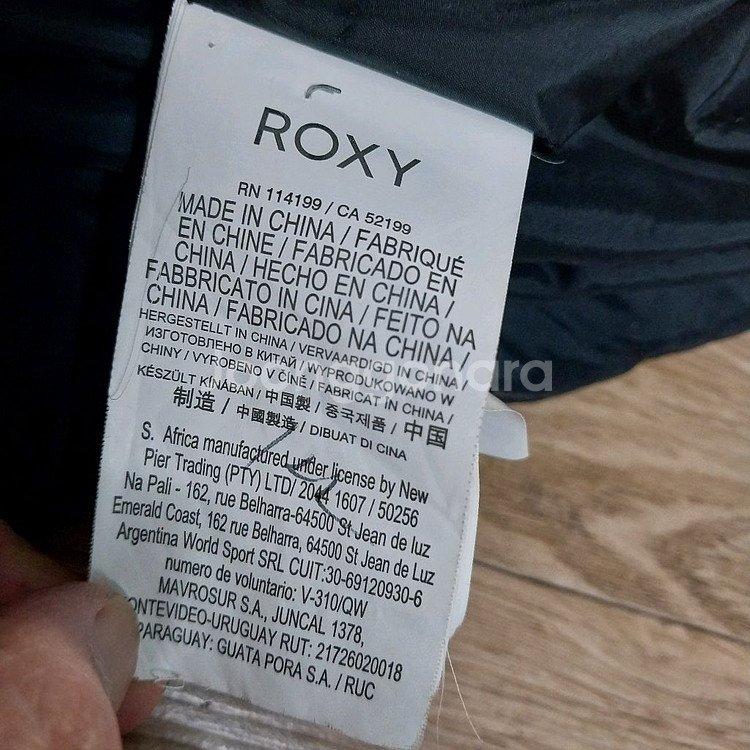 ROXY
RN 114199 / CA 52199
MADE IN CHINA / FABRIQUÉ
EN CHINE / FABRICADO EN
CHINA / HECHO EN CHINA /
FABBRICATO IN CINA / FEITO NA
CHINA / FABRICADO NA CHINA /
HERGESTELLT IN CHINA / VERVAARDIGD IN CHINA
ИЗГОТОВЛЕНО В КИТАЙ / WYPRODUKOWANO W
CHINY / VYROBENO V ČÍNĚ / FABRICAT IN CHINA /
KÉSZÜLT KÍNÁBAN / 中国製 / 중국제품 / 中国
制造 / 中國製造 / DIBUAT DI CINA
S. Africa manufactured under license by New
Pier Trading (PTY) LTD/ 2044 1607 / 50256
Na Pali - 162, rue Belharra-64500 St Jean de luz
Emerald Coast, 162 rue Belharra, 64500 St Jean de Luz
Argentina World Sport SRL CUIT:30-69120930-6
numero de voluntario: V-310/QW
MAVROSUR S.A., JUNCAL 1378,
ONTEVIDEO-URUGUAY RUT: 21726020018
PARAGUAY: GUATA PORA S.A. / RUC